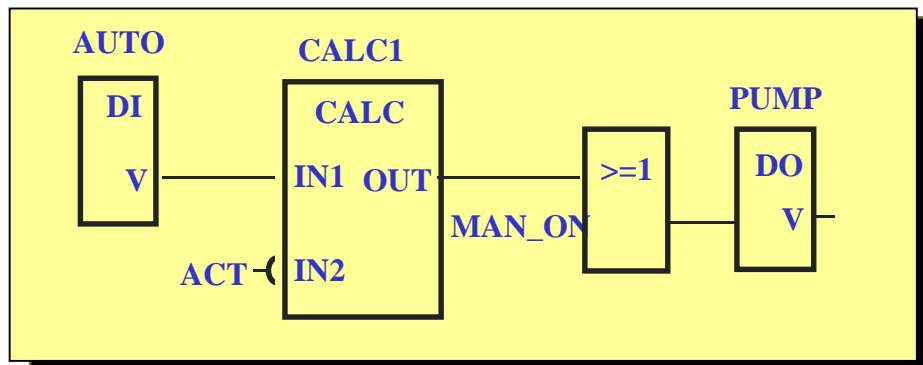 AUTO
CALC1
DI
V
CALC
IN1 OUT
ACT
IN2
MAN_ON
>=1
PUMP
DO
V